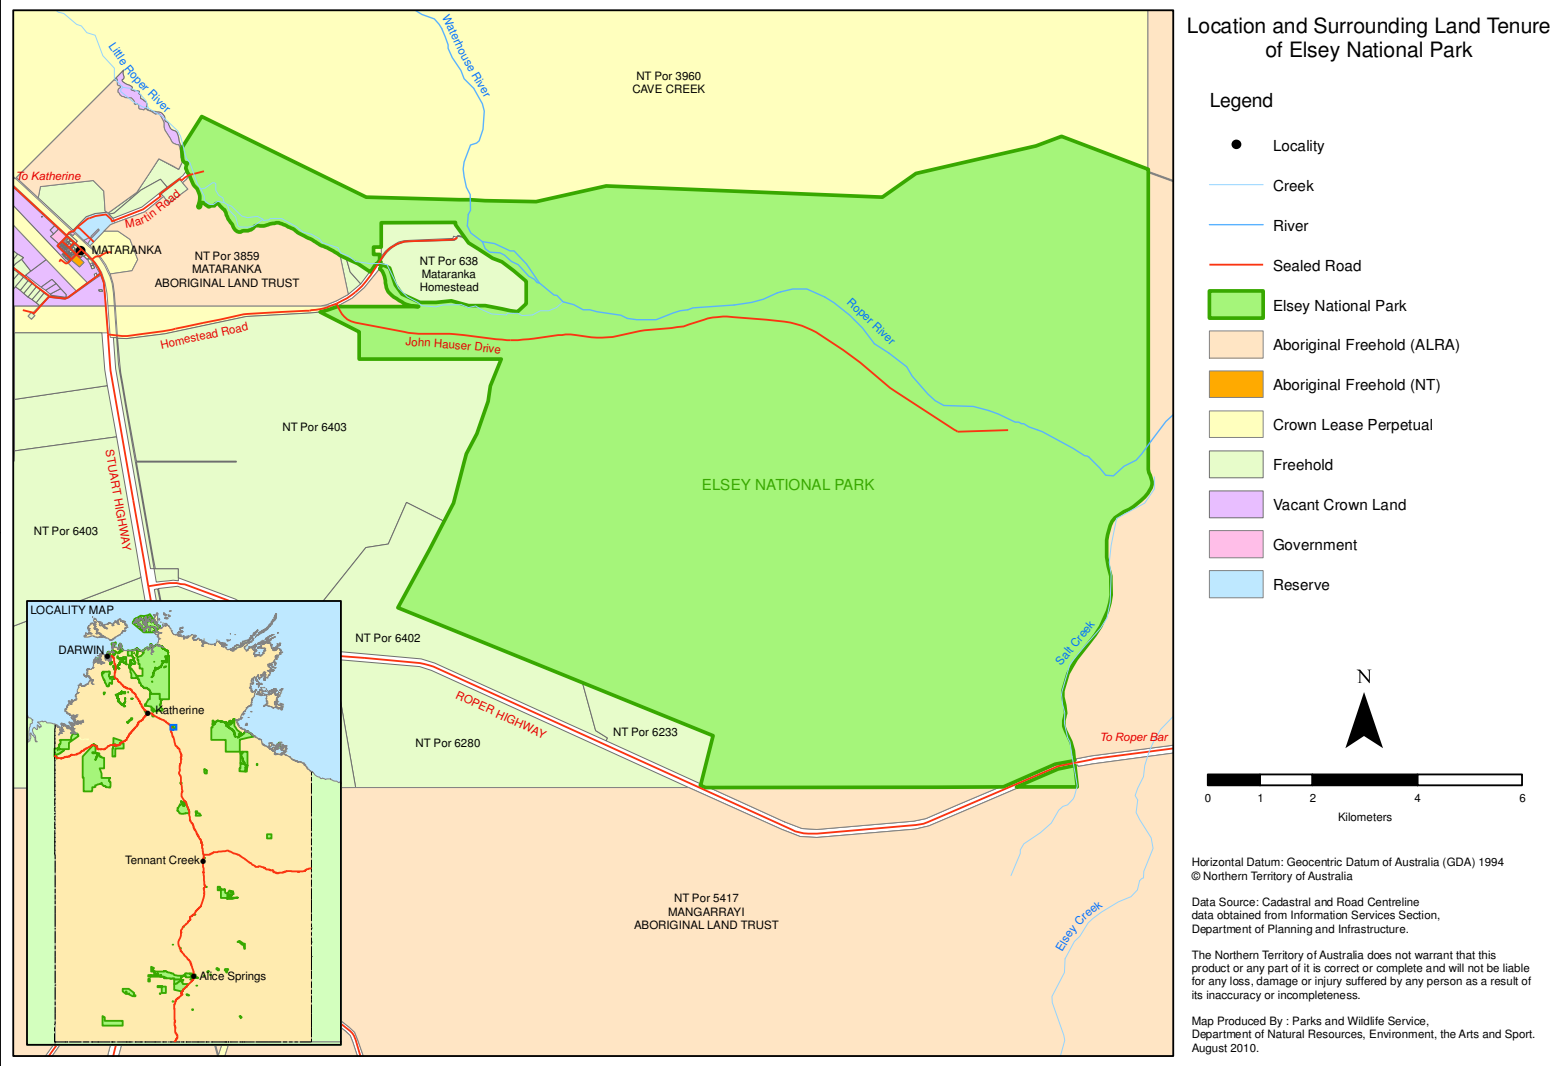 Location and Surrounding Land Tenure
of Elsey National Park
Legend
Locality
Creek
River
Sealed Road
Elsey National Park
Aboriginal Freehold (ALRA)
Aboriginal Freehold (NT)
Crown Lease Perpetual
Freehold
Vacant Crown Land
Government
Reserve
N
0 1 2 4 6
Kilometers
Horizontal Datum: Geocentric Datum of Australia (GDA) 1994
© Northern Territory of Australia
Data Source: Cadastral and Road Centreline
data obtained from Information Services Section,
Department of Planning and Infrastructure.
The Northern Territory of Australia does not warrant that this
product or any part of it is correct or complete and will not be liable
for any loss, damage or injury suffered by any person as a result of
its inaccuracy or incompleteness.
Map Produced By : Parks and Wildlife Service,
Department of Natural Resources, Environment, the Arts and Sport.
August 2010.
Little Roper River
Waterhouse River
NT Por 3960
CAVE CREEK
To Katherine
Martin Road
MATARANKA
NT Por 3859
MATARANKA
ABORIGINAL LAND TRUST
NT Por 638
Mataranka
Homestead
Homestead Road
John Hauser Drive
Roper River
NT Por 6403
STUART HIGHWAY
ELSEY NATIONAL PARK
NT Por 6403
NT Por 6402
ROPER HIGHWAY
NT Por 6233
NT Por 6280
Salt Creek
To Roper Bar
NT Por 5417
MANGARRAYI
ABORIGINAL LAND TRUST
Elsey Creek
LOCALITY MAP
DARWIN
Katherine
Tennant Creek
Alice Springs